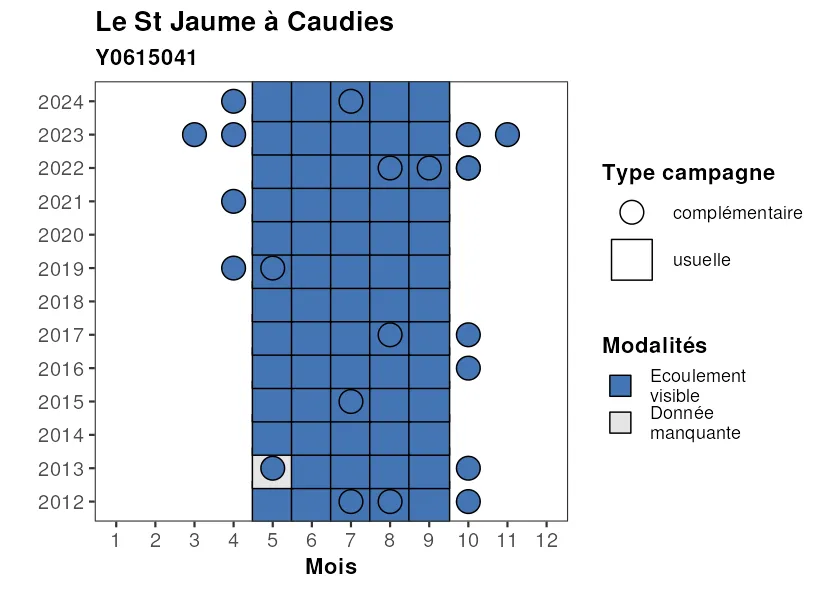 Le St Jaume à Caudies
Y0615041
2024
2023
2022
2021
2020
2019
2018
2017
2016
2015
2014
2013
2012
1 2 3 4 5 6 7 8 9 10 11 12
Mois
Type campagne
complémentaire
usuelle
Modalités
Ecoulement
visible
Donnée
manquante